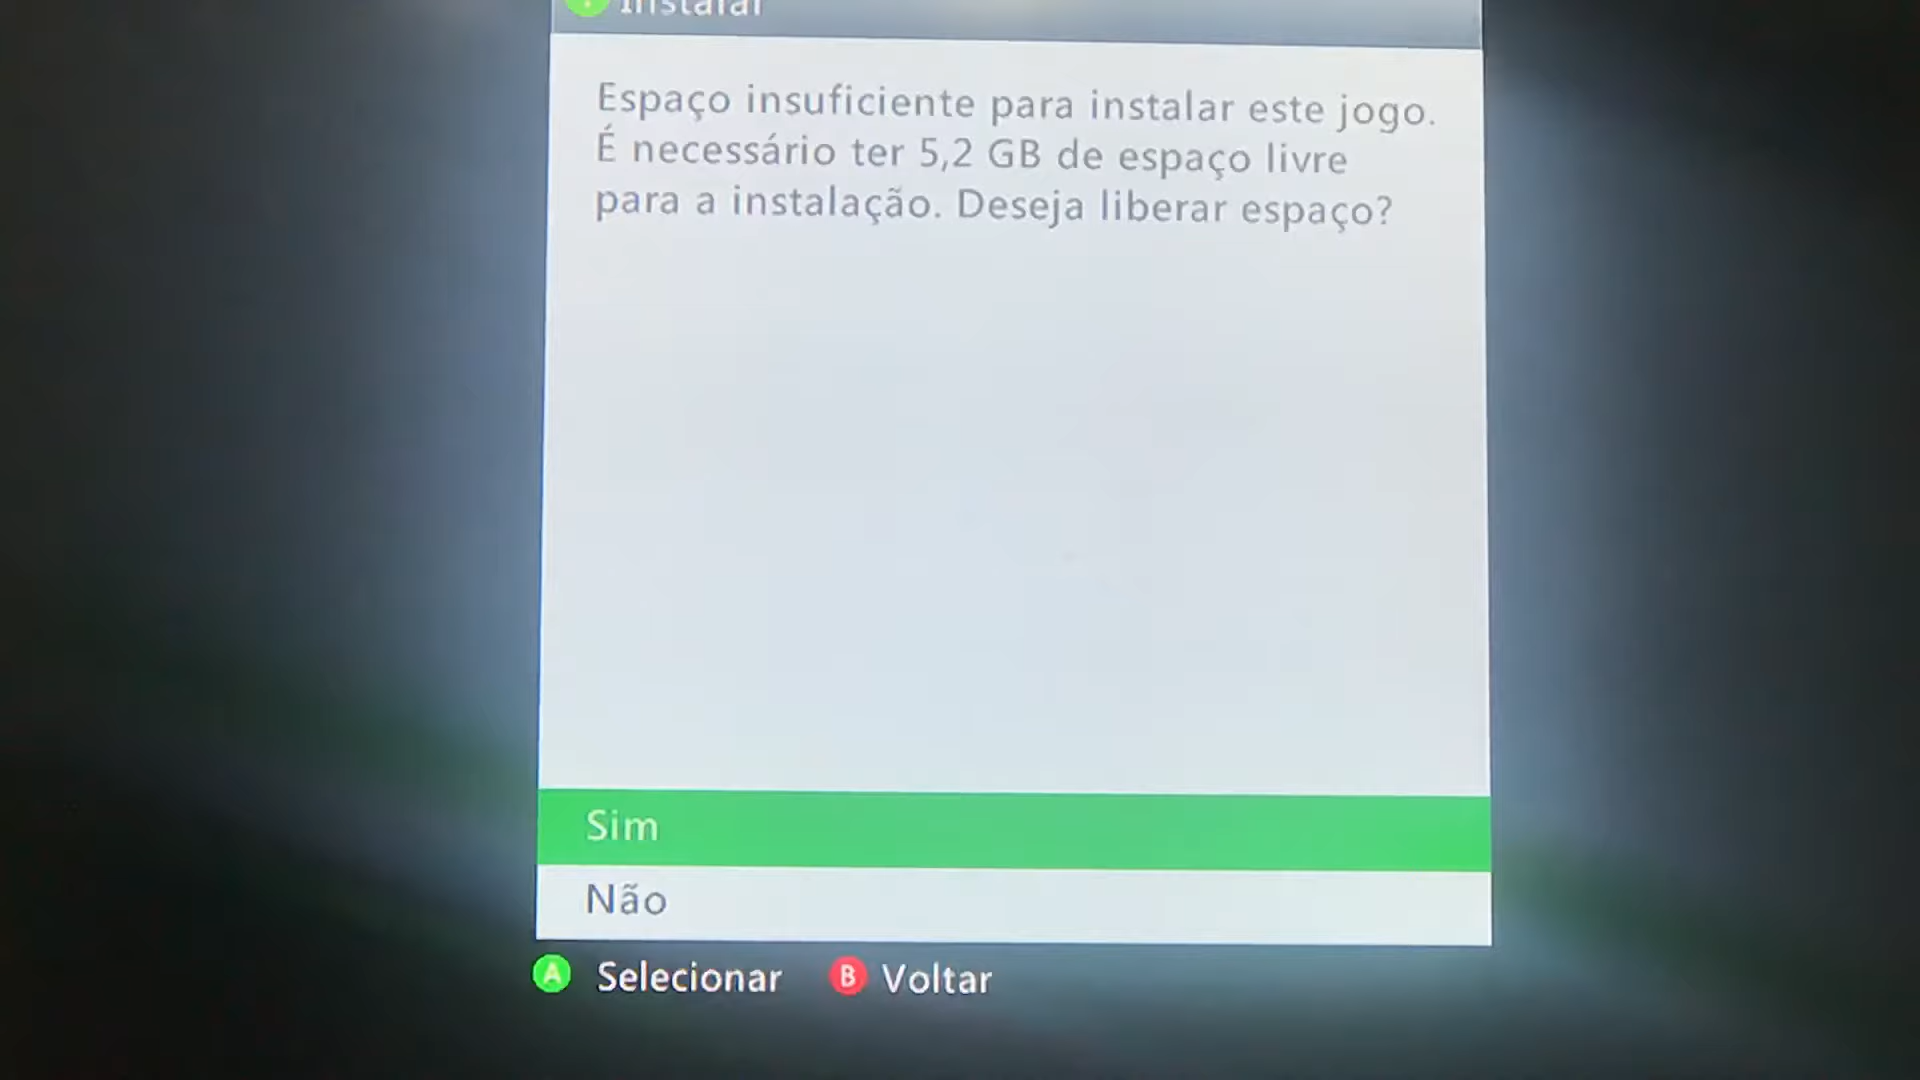 Instalar
Espaço insuficiente para instalar este jogo.
É necessário ter 5,2 GB de espaço livre
para a instalação. Deseja liberar espaço?
Sim
Não
A Selecionar B Voltar